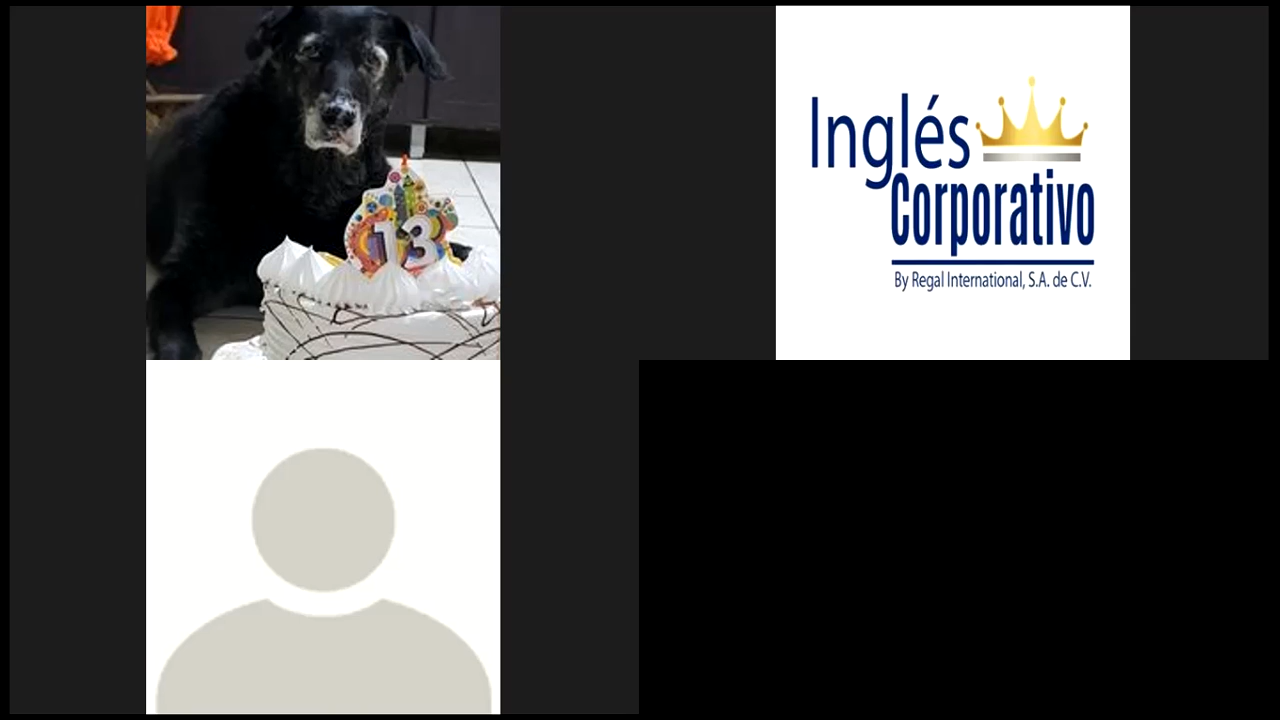 13
Inglés
Corporativo
By Regal International, S.A. de C.V.